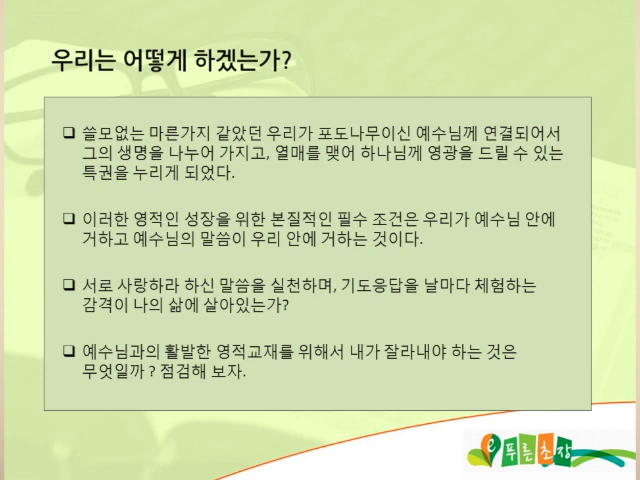 우리는 어떻게 하겠는가?
❑ 쓸모없는 마른가지 같았던 우리가 포도나무이신 예수님께 연결되어서
그의 생명을 나누어 가지고, 열매를 맺어 하나님께 영광을 드릴 수 있는
특권을 누리게 되었다.
❑ 이러한 영적인 성장을 위한 본질적인 필수 조건은 우리가 예수님 안에
거하고 예수님의 말씀이 우리 안에 거하는 것이다.
❑ 서로 사랑하라 하신 말씀을 실천하며, 기도응답을 날마다 체험하는
감격이 나의 삶에 살아있는가?
❑ 예수님과의 활발한 영적교재를 위해서 내가 잘라내야 하는 것은
무엇일까 ? 점검해 보자.
e 푸른초장